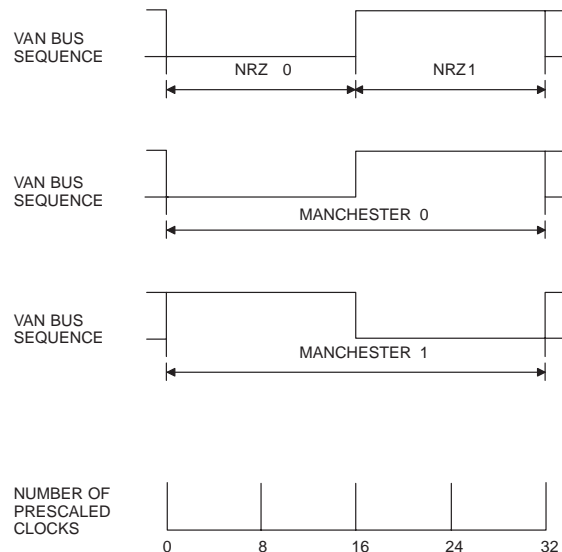 VAN BUS
SEQUENCE
NRZ 0
NRZ1
VAN BUS
SEQUENCE
MANCHESTER 0
VAN BUS
SEQUENCE
MANCHESTER 1
NUMBER OF
PRESCALED
CLOCKS
0 8 16 24 32